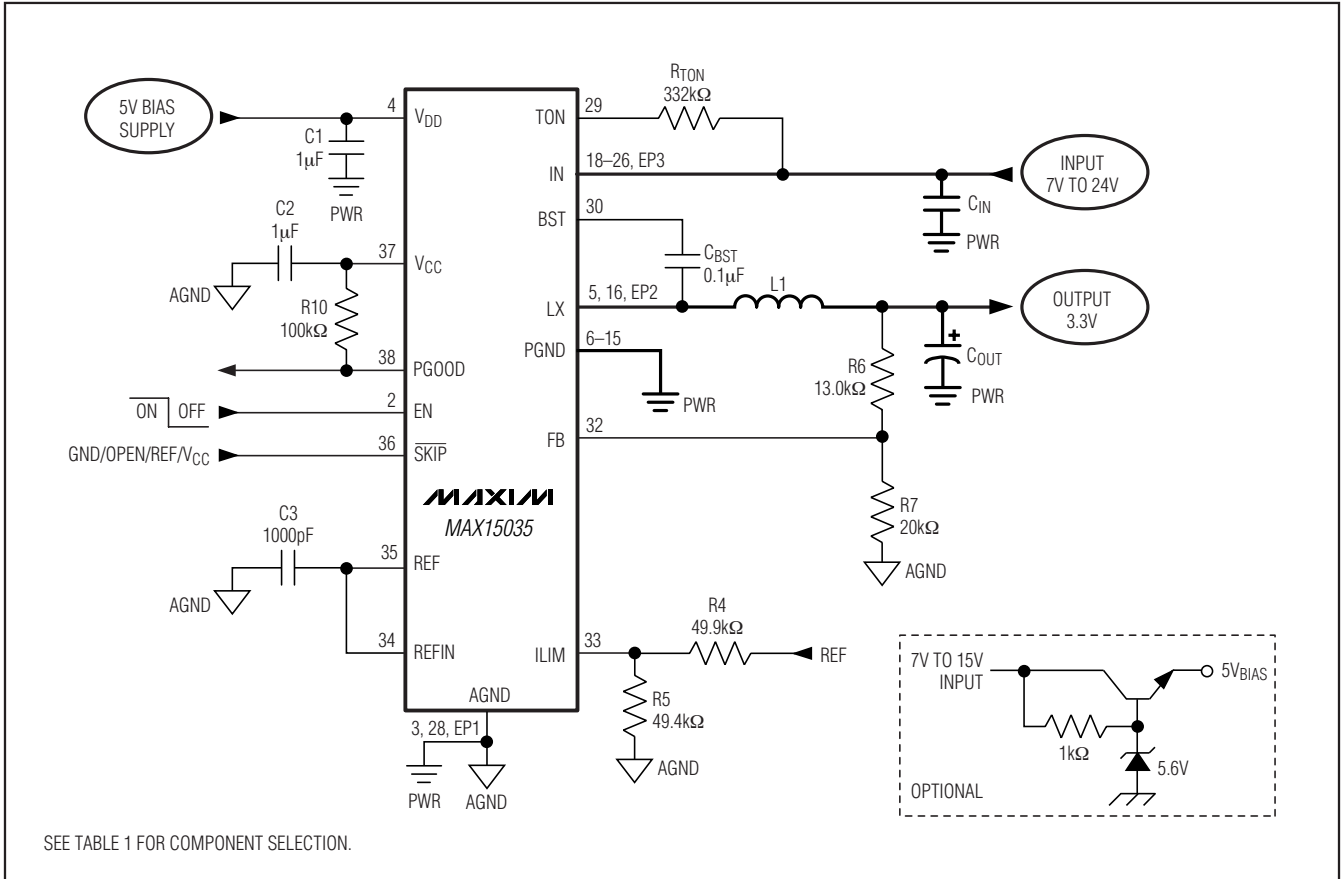 5V BIAS
SUPPLY
4
VDD
C1
1µF
PWR
C2
1µF
37
VCC
AGND
R10
100kΩ
38
PGOOD
ON OFF
2
EN
GND/OPEN/REF/VCC
36
SKIP
MAXIM
MAX15035
C3
1000pF
35
REF
AGND
34
REFIN
AGND
3, 28, EP1
PWR
AGND
TON
29
RTON
332kΩ
IN
18–26, EP3
INPUT
7V TO 24V
CIN
PWR
BST
30
CBST
0.1µF
LX
5, 16, EP2
L1
OUTPUT
3.3V
PGND
6–15
PWR
R6
13.0kΩ
+
COUT
PWR
FB
32
R7
20kΩ
AGND
ILIM
33
R4
49.9kΩ
REF
R5
49.4kΩ
AGND
7V TO 15V
INPUT
5VBIAS
1kΩ
5.6V
OPTIONAL
SEE TABLE 1 FOR COMPONENT SELECTION.